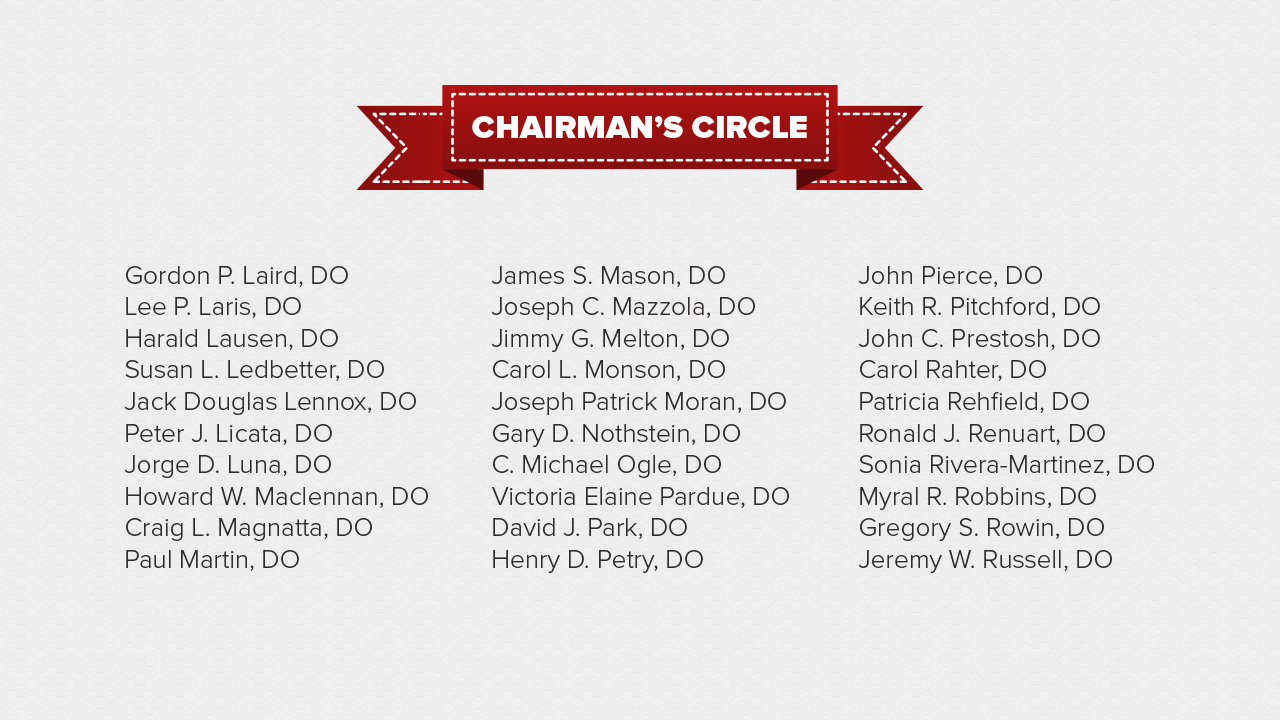 CHAIRMAN’S CIRCLE
Gordon P. Laird, DO
Lee P. Laris, DO
Harald Lausen, DO
Susan L. Ledbetter, DO
Jack Douglas Lennox, DO
Peter J. Licata, DO
Jorge D. Luna, DO
Howard W. Maclennan, DO
Craig L. Magnatta, DO
Paul Martin, DO
James S. Mason, DO
Joseph C. Mazzola, DO
Jimmy G. Melton, DO
Carol L. Monson, DO
Joseph Patrick Moran, DO
Gary D. Nothstein, DO
C. Michael Ogle, DO
Victoria Elaine Pardue, DO
David J. Park, DO
Henry D. Petry, DO
John Pierce, DO
Keith R. Pitchford, DO
John C. Prestosh, DO
Carol Rahter, DO
Patricia Rehfield, DO
Ronald J. Renuart, DO
Sonia Rivera-Martinez, DO
Myral R. Robbins, DO
Gregory S. Rowin, DO
Jeremy W. Russell, DO